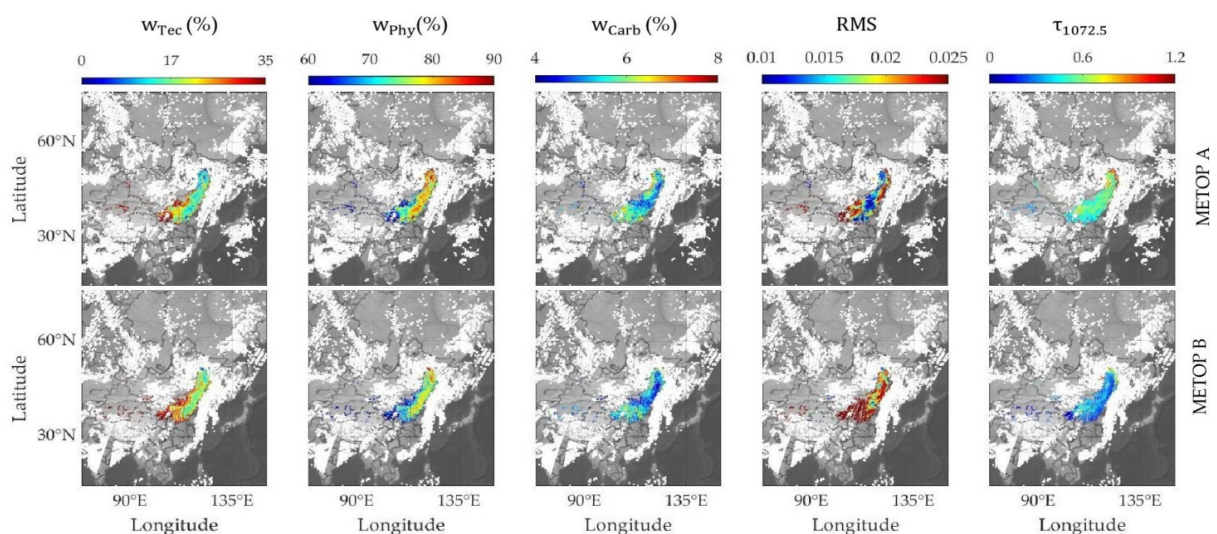 w_Tec (%) w_Phy(%) w_Carb (%) RMS τ_1072.5
0 17 35 60 70 80 90 4 6 8 0.01 0.015 0.020 0.025 0 0.6 1.2
60°N
30°N
Latitude
METOP A
60°N
30°N
Latitude
METOP B
90°E 135°E 90°E 135°E 90°E 135°E 90°E 135°E 90°E 135°E
Longitude Longitude Longitude Longitude Longitude